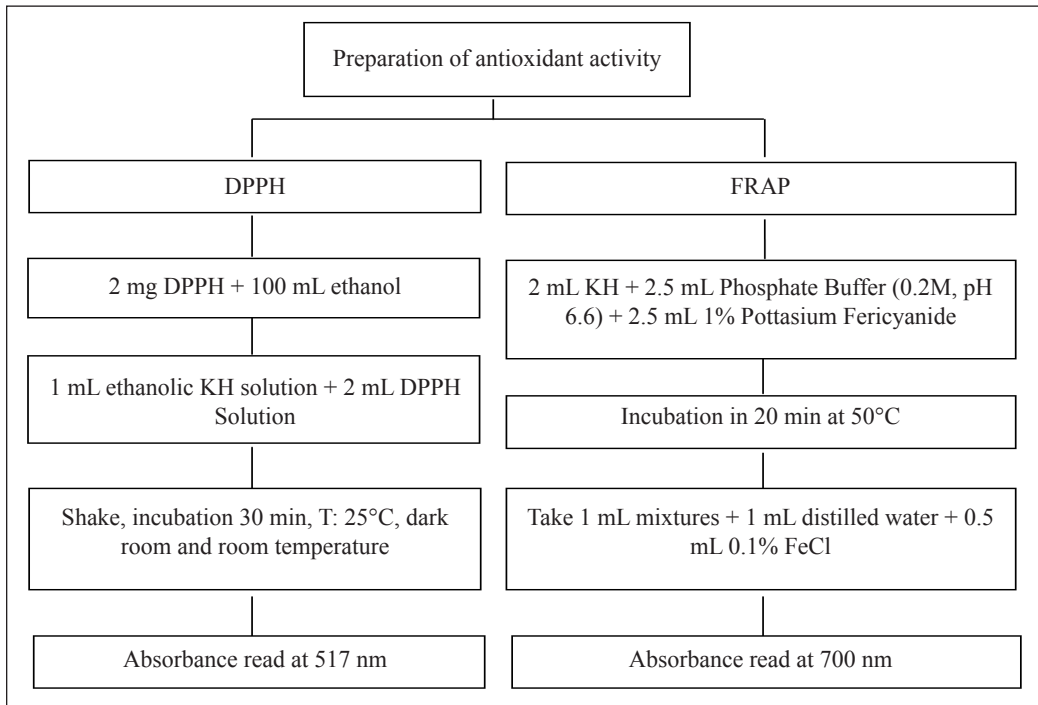 Preparation of antioxidant activity
DPPH
2 mg DPPH + 100 mL ethanol
1 mL ethanolic KH solution + 2 mL DPPH
Solution
Shake, incubation 30 min, T: 25°C, dark
room and room temperature
Absorbance read at 517 nm
FRAP
2 mL KH + 2.5 mL Phosphate Buffer (0.2M, pH
6.6) + 2.5 mL 1% Pottasium Fericyanide
Incubation in 20 min at 50°C
Take 1 mL mixtures + 1 mL distilled water + 0.5
mL 0.1% FeCl
Absorbance read at 700 nm